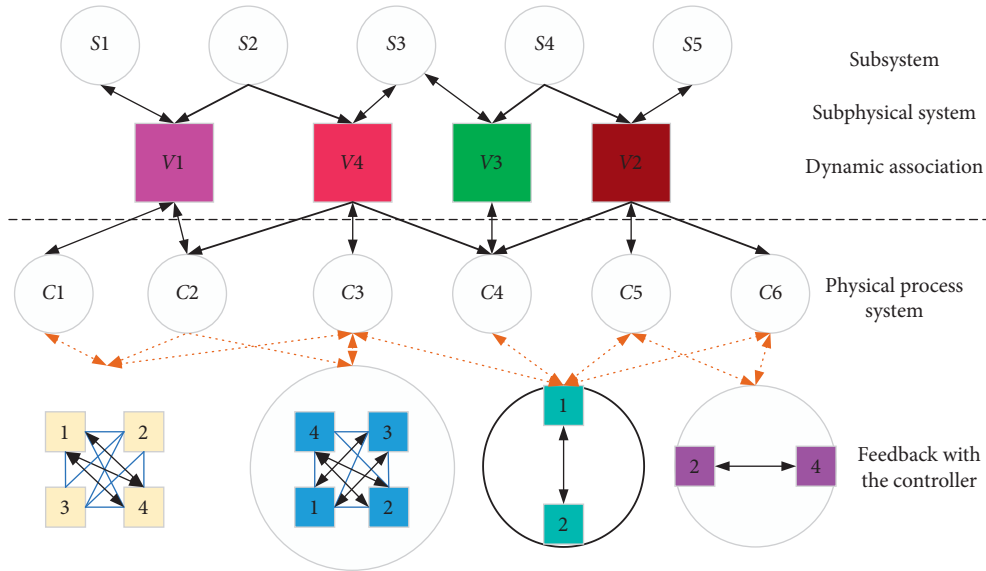 S1
S2
S3
S4
S5
Subsystem
Subphysical system
V1
V4
V3
V2
Dynamic association
C1
C2
C3
C4
C5
C6
Physical process
system
1
2
3
4
4
3
1
2
1
2
2
4
Feedback with
the controller